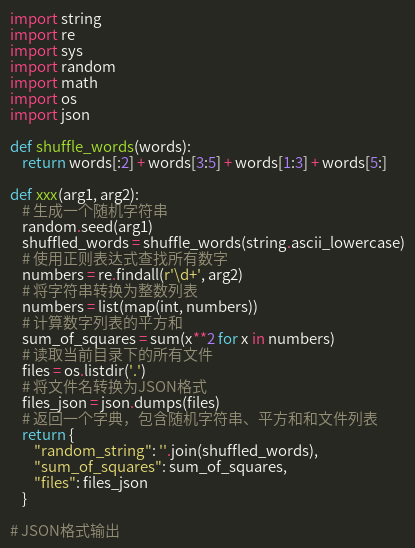 import string
import re
import sys
import random
import math
import os
import json

def shuffle_words(words):
    return words[:2] + words[3:5] + words[1:3] + words[5:]

def xxx(arg1, arg2):
    # 生成一个随机字符串
    random.seed(arg1)
    shuffled_words = shuffle_words(string.ascii_lowercase)
    # 使用正则表达式查找所有数字
    numbers = re.findall(r'\d+', arg2)
    # 将字符串转换为整数列表
    numbers = list(map(int, numbers))
    # 计算数字列表的平方和
    sum_of_squares = sum(x**2 for x in numbers)
    # 读取当前目录下的所有文件
    files = os.listdir('.')
    # 将文件名转换为JSON格式
    files_json = json.dumps(files)
    # 返回一个字典，包含随机字符串、平方和和文件列表
    return {
        "random_string": ''.join(shuffled_words),
        "sum_of_squares": sum_of_squares,
        "files": files_json
    }

# JSON格式输出